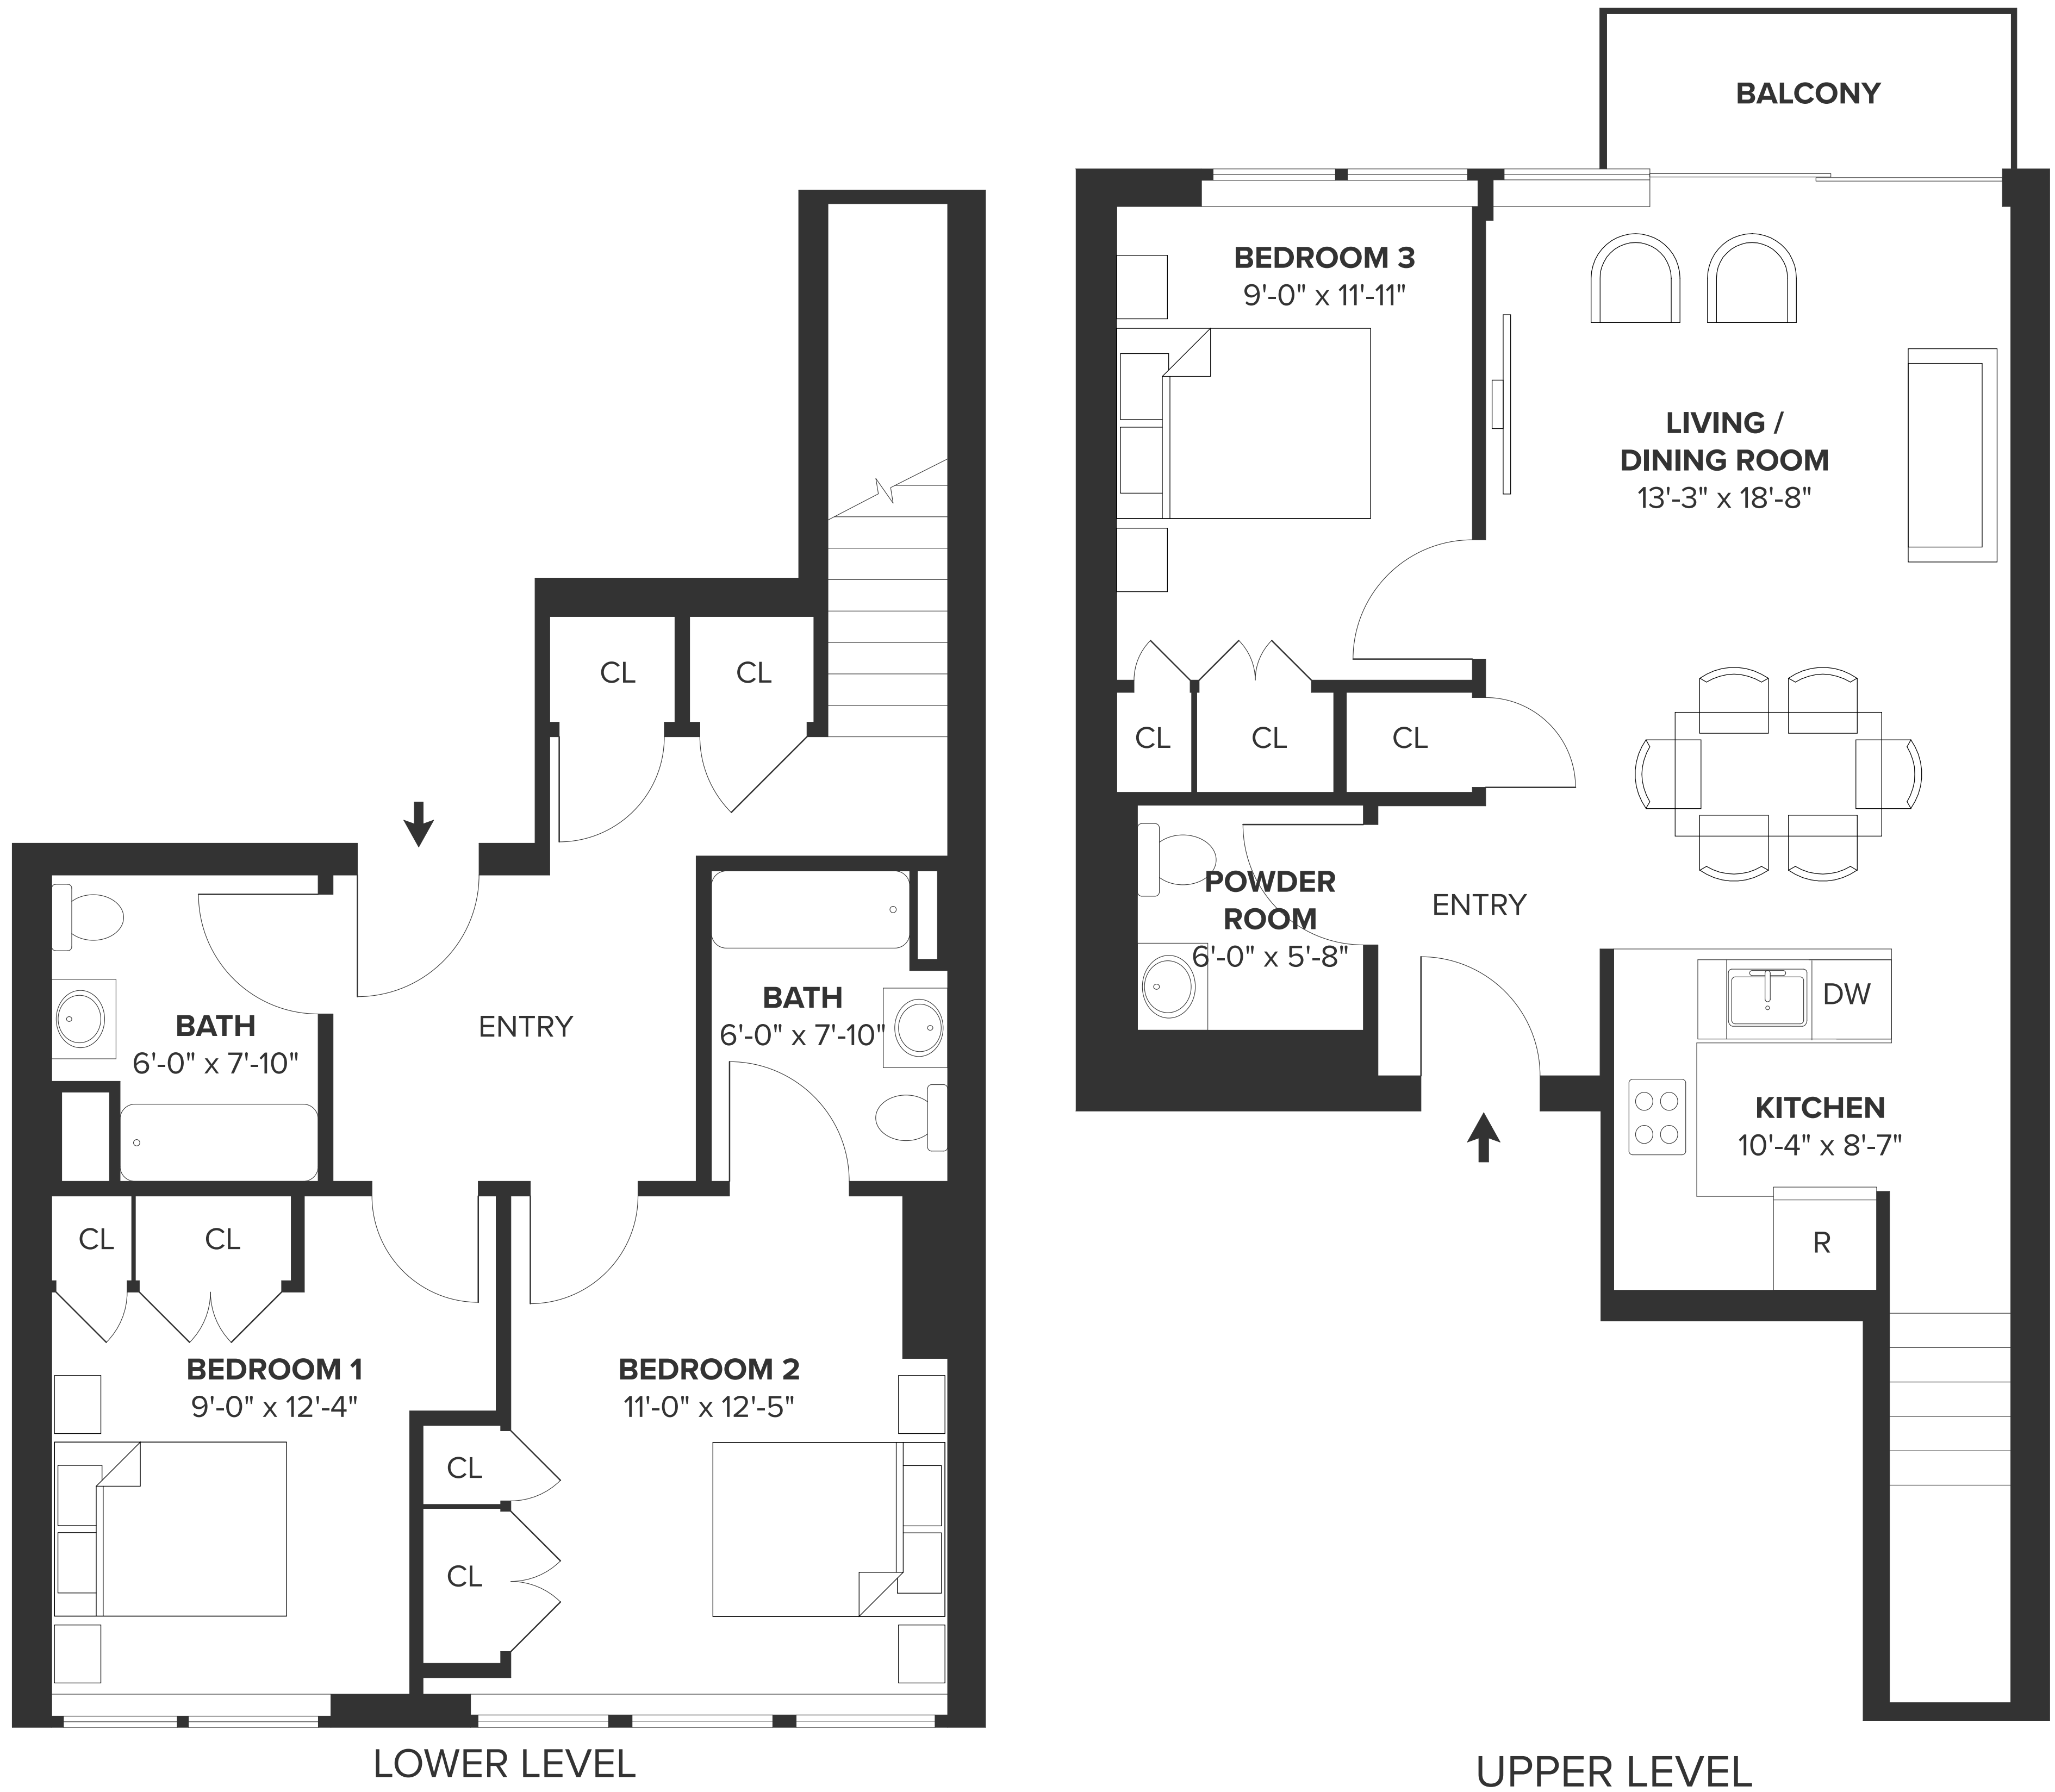 CL
CL
BATH
6'-0" x 7'-10"
ENTRY
BATH
6'-0" x 7'-10"
CL
CL
BEDROOM 1
9'-0" x 12'-4"
BEDROOM 2
11'-0" x 12'-5"
CL
CL
LOWER LEVEL
BALCONY
BEDROOM 3
9'-0" x 11'-11"
LIVING /
DINING ROOM
13'-3" x 18'-8"
CL
CL
CL
POWDER
ROOM
6'-0" x 5'-8"
ENTRY
DW
KITCHEN
10'-4" x 8'-7"
R
UPPER LEVEL